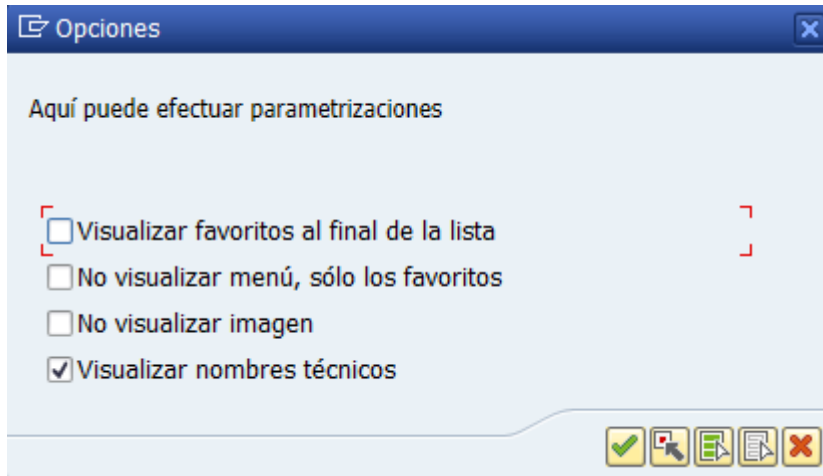 Opciones
Aquí puede efectuar parametrizaciones
Visualizar favoritos al final de la lista
No visualizar menú, sólo los favoritos
No visualizar imagen
Visualizar nombres técnicos